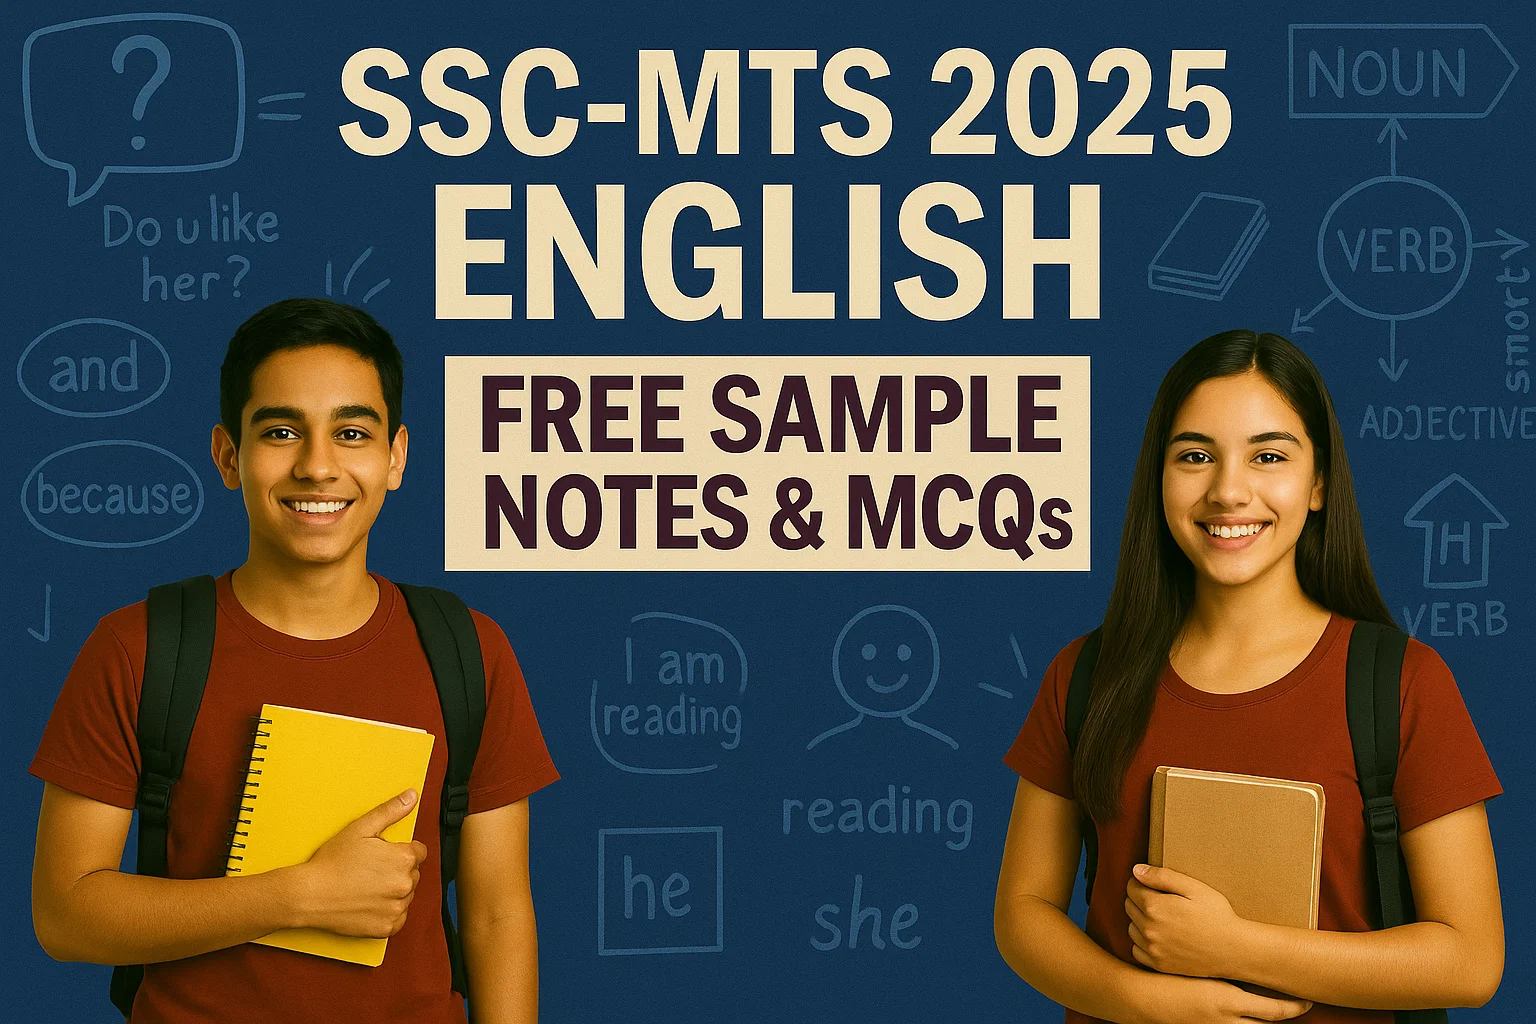 SSC-MTS 2025
ENGLISH
FREE SAMPLE
NOTES & MCQs
?
Do u like
her?
and
because
NOUN
VERB
smort
ADJECTIVE
H
VERB
I am
reading
reading
he
she